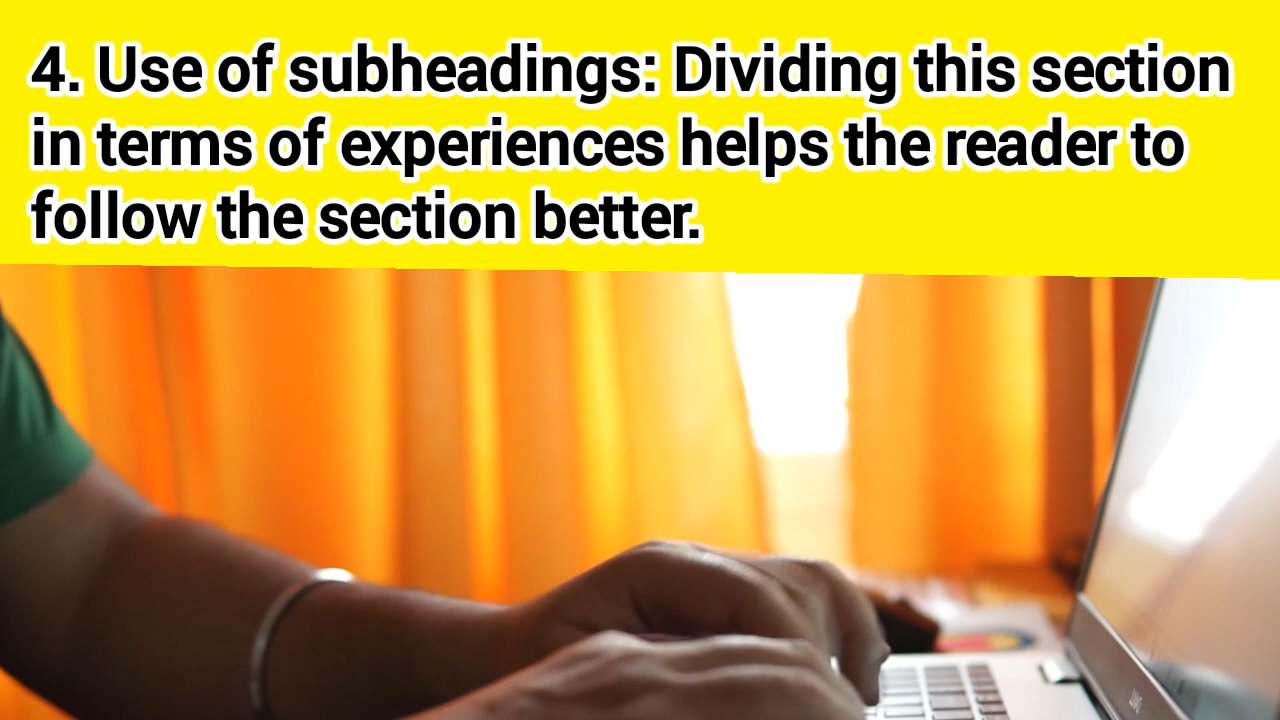 4. Use of subheadings: Dividing this section
in terms of experiences helps the reader to
follow the section better.